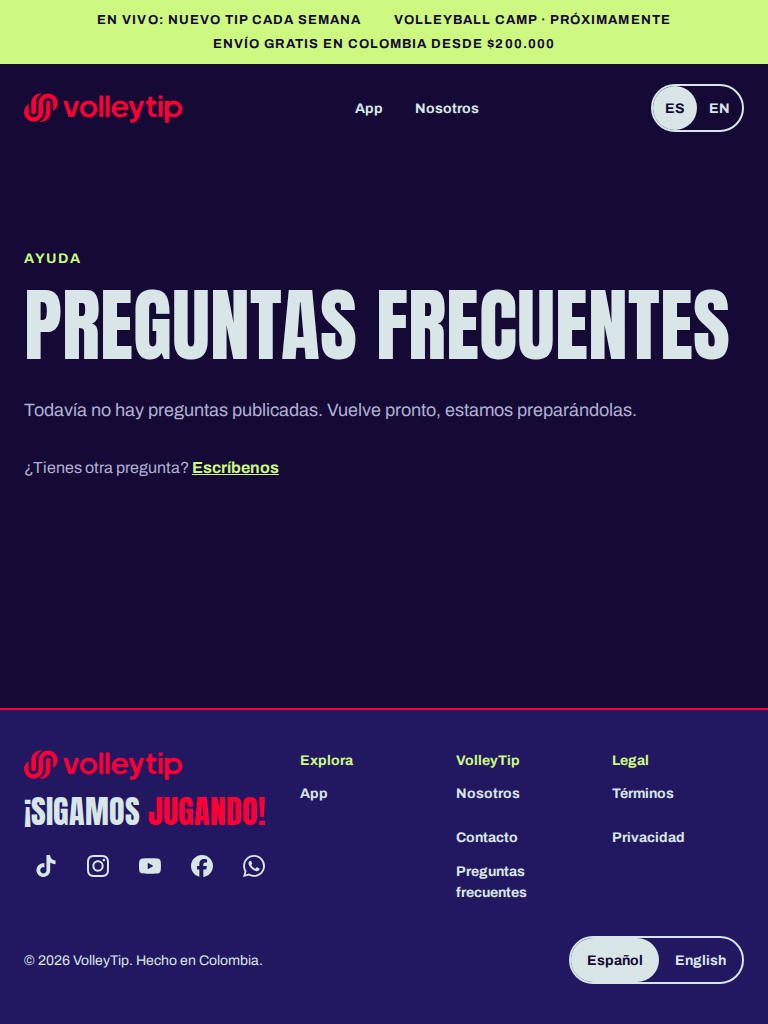 EN VIVO: NUEVO TIP CADA SEMANA VOLLEYBALL CAMP · PRÓXIMAMENTE
ENVÍO GRATIS EN COLOMBIA DESDE $200.000
volleytip
App Nosotros
ES EN
AYUDA
PREGUNTAS FRECUENTES
Todavía no hay preguntas publicadas. Vuelve pronto, estamos preparándolas.
¿Tienes otra pregunta? Escríbenos
volleytip
¡SIGAMOS JUGANDO!
Explora
App
VolleyTip
Nosotros
Contacto
Preguntas
frecuentes
Legal
Términos
Privacidad
© 2026 VolleyTip. Hecho en Colombia.
Español English